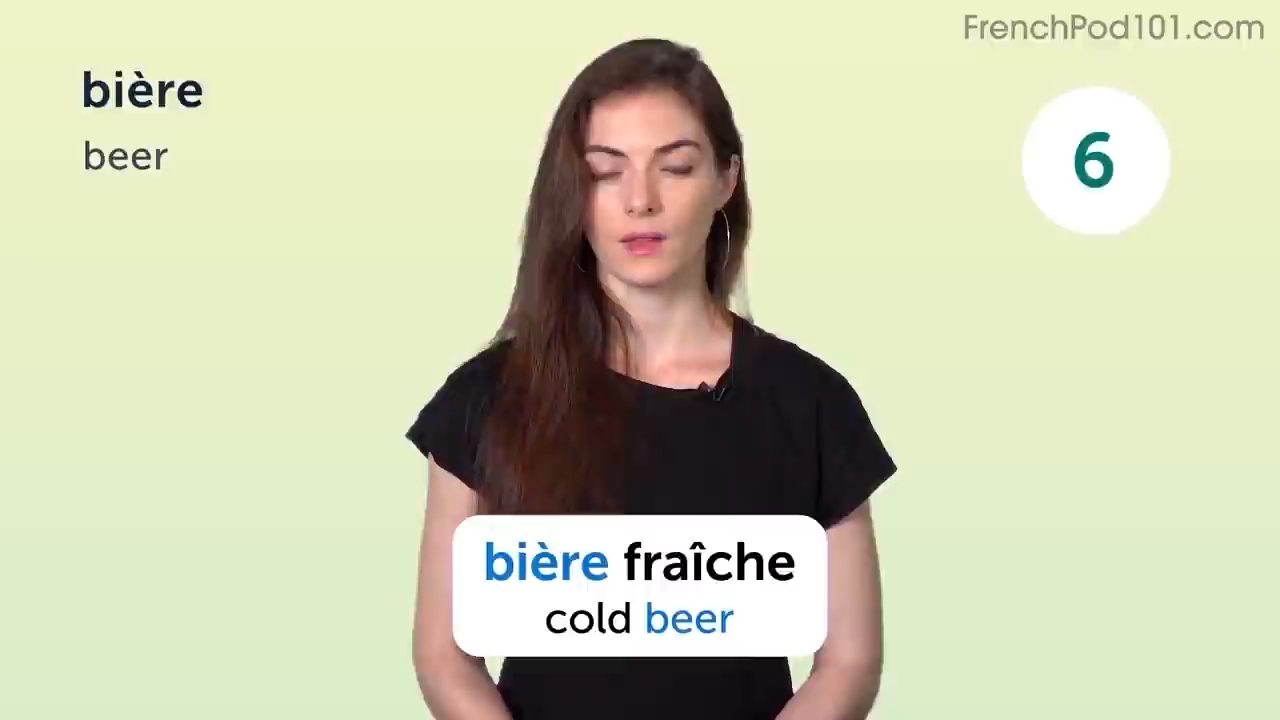 FrenchPod101.com
bière
beer
6
bière fraîche
cold beer